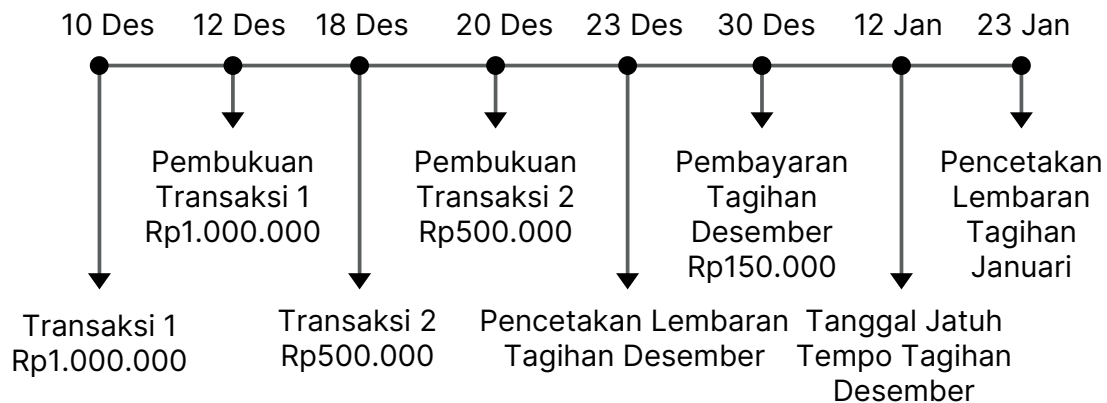 10 Des
12 Des
18 Des
20 Des
23 Des
30 Des
12 Jan
23 Jan
Pembukuan
Transaksi 1
Rp1.000.000
Pembukuan
Transaksi 2
Rp500.000
Pembayaran
Tagihan
Desember
Rp150.000
Pencetakan
Lembaran
Tagihan
Januari
Transaksi 1
Rp1.000.000
Transaksi 2
Rp500.000
Pencetakan Lembaran
Tagihan Desember
Tanggal Jatuh
Tempo Tagihan
Desember